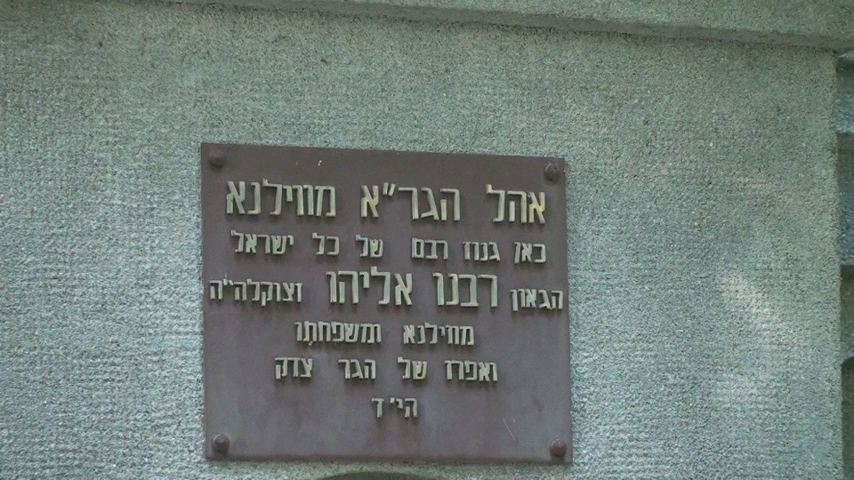 אהל הגר"א מווילנא
כאן גנוז רבם של כל ישראל
הגאון רבנו אליהו זצוקלה"ה
מווילנא ומשפחתו
ואפרו של הגר צדק
הי"ד